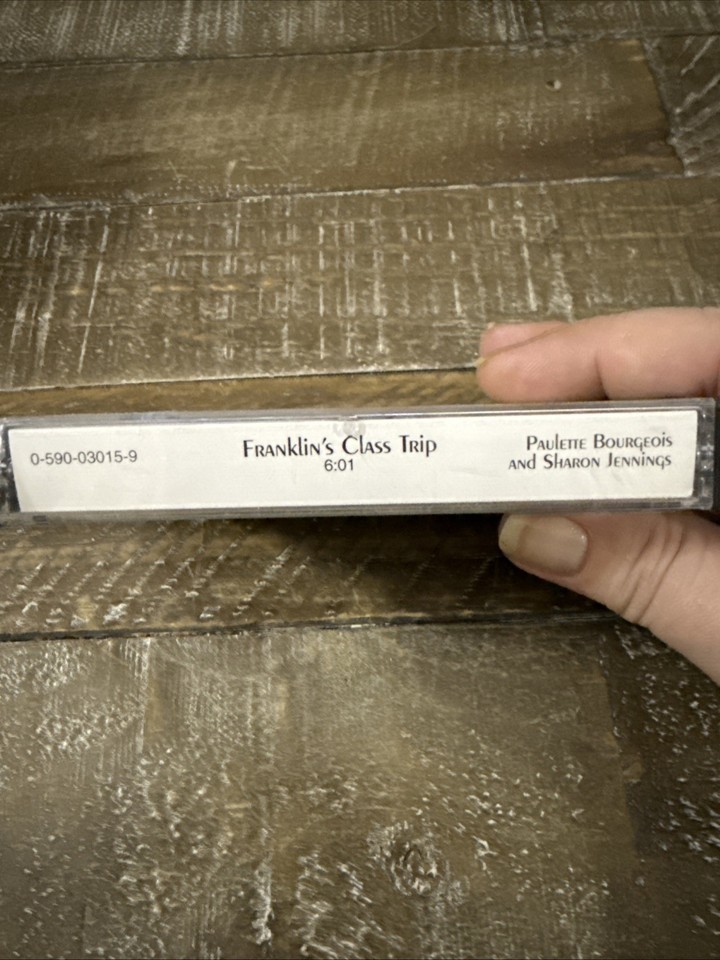 0-590-03015-9
Franklin's Class Trip
6:01
Paulette Bourgeois
and Sharon Jennings